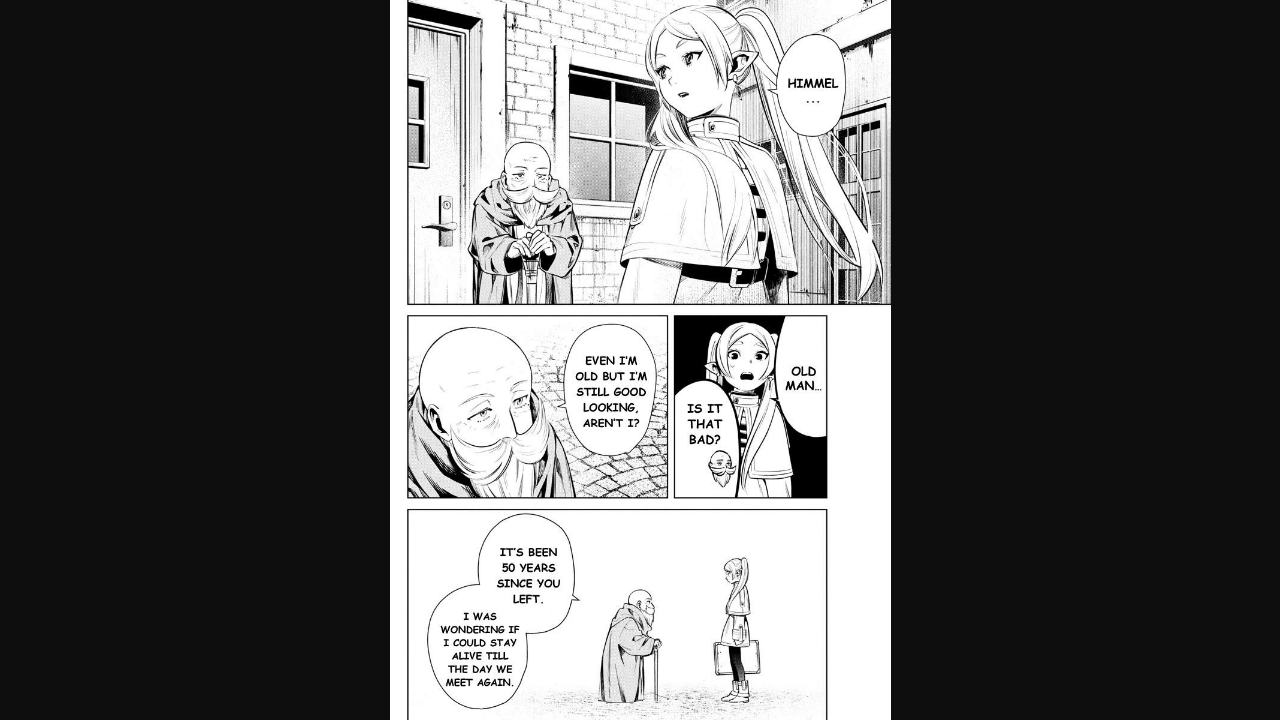 HIMMEL
...
OLD
MAN...
IS IT
THAT
BAD?
EVEN I'M
OLD BUT I'M
STILL GOOD
LOOKING,
AREN'T I?
IT'S BEEN
50 YEARS
SINCE YOU
LEFT.
I WAS
WONDERING IF
I COULD STAY
ALIVE TILL
THE DAY WE
MEET AGAIN.